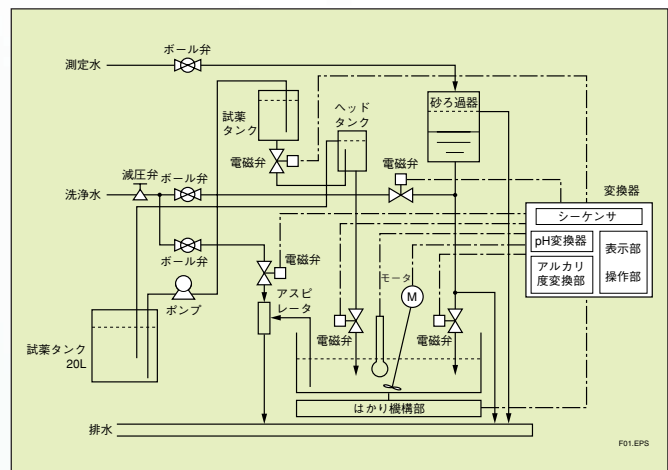 ボール弁
測定水
試薬
タンク
ヘッド
タンク
砂ろ過器
電磁弁
減圧弁
ボール弁
電磁弁
洗浄水
変換器
シーケンサ
pH変換器
表示部
操作部
アルカリ
度変換部
ボール弁
電磁弁
モータ
M
ポンプ
アスピ
レータ
電磁弁
電磁弁
試薬タンク
20L
はかり機構部
排水
F01.EPS